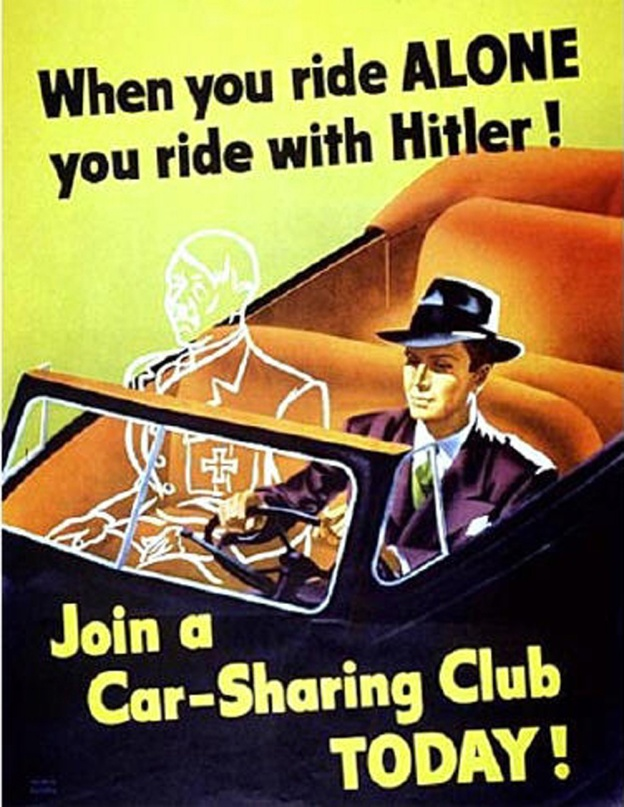 When you ride ALONE
you ride with Hitler !
Join a
Car-Sharing Club
TODAY !